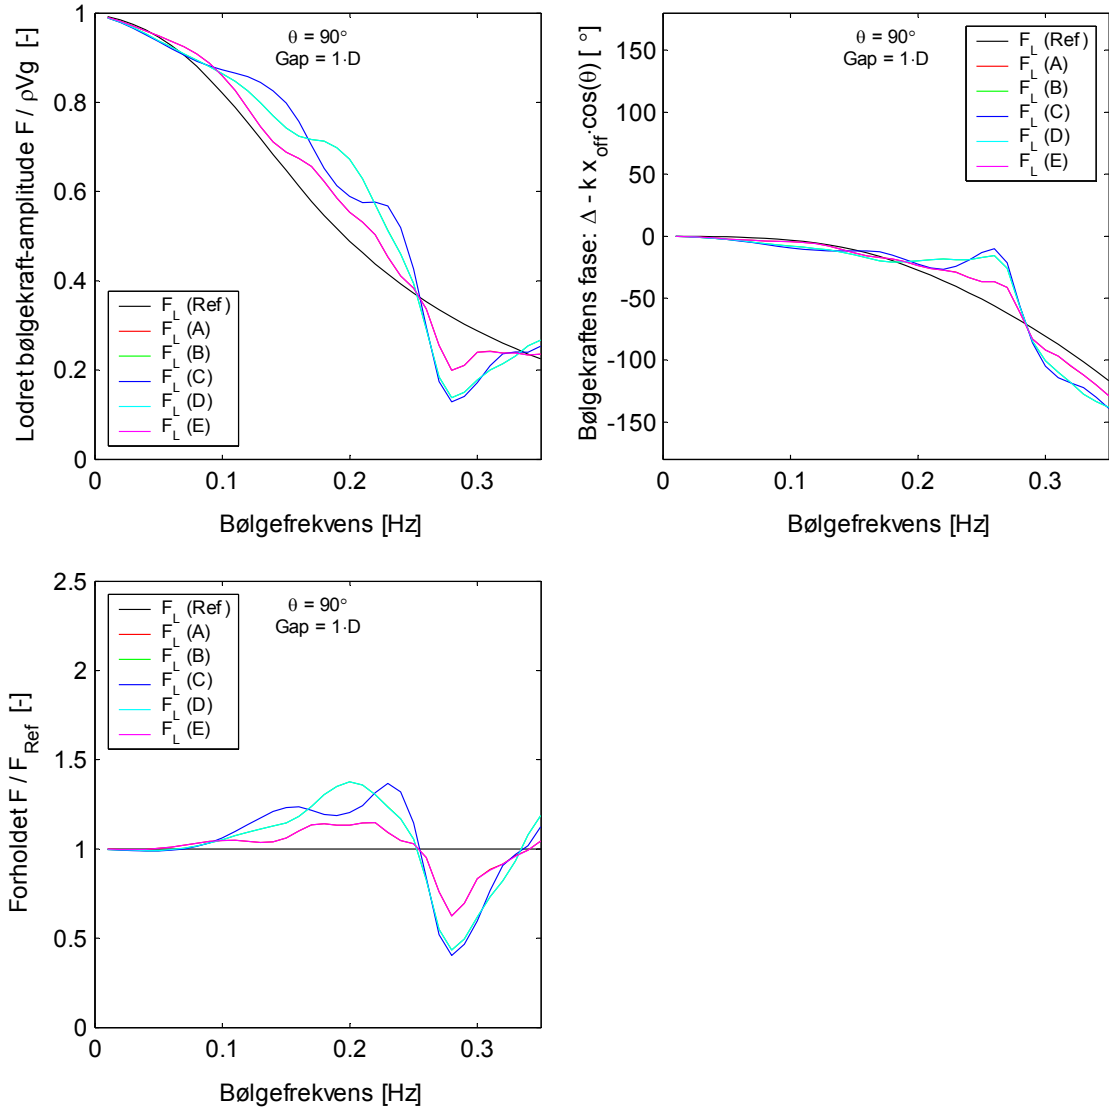 Lodret bølgekraft-amplitude F / ρVg [-]
1
0.8
0.6
0.4
0.2
0
θ = 90°
Gap = 1·D
F_L (Ref)
F_L (A)
F_L (B)
F_L (C)
F_L (D)
F_L (E)
0 0.1 0.2 0.3
Bølgefrekvens [Hz]
Bølgekraftens fase: Δ - k x_off·cos(θ) [ °]
150
100
50
0
-50
-100
-150
θ = 90°
Gap = 1·D
F_L (Ref)
F_L (A)
F_L (B)
F_L (C)
F_L (D)
F_L (E)
0 0.1 0.2 0.3
Bølgefrekvens [Hz]
Forholdet F / F_Ref [-]
2.5
2
1.5
1
0.5
0
F_L (Ref)
F_L (A)
F_L (B)
F_L (C)
F_L (D)
F_L (E)
θ = 90°
Gap = 1·D
0 0.1 0.2 0.3
Bølgefrekvens [Hz]